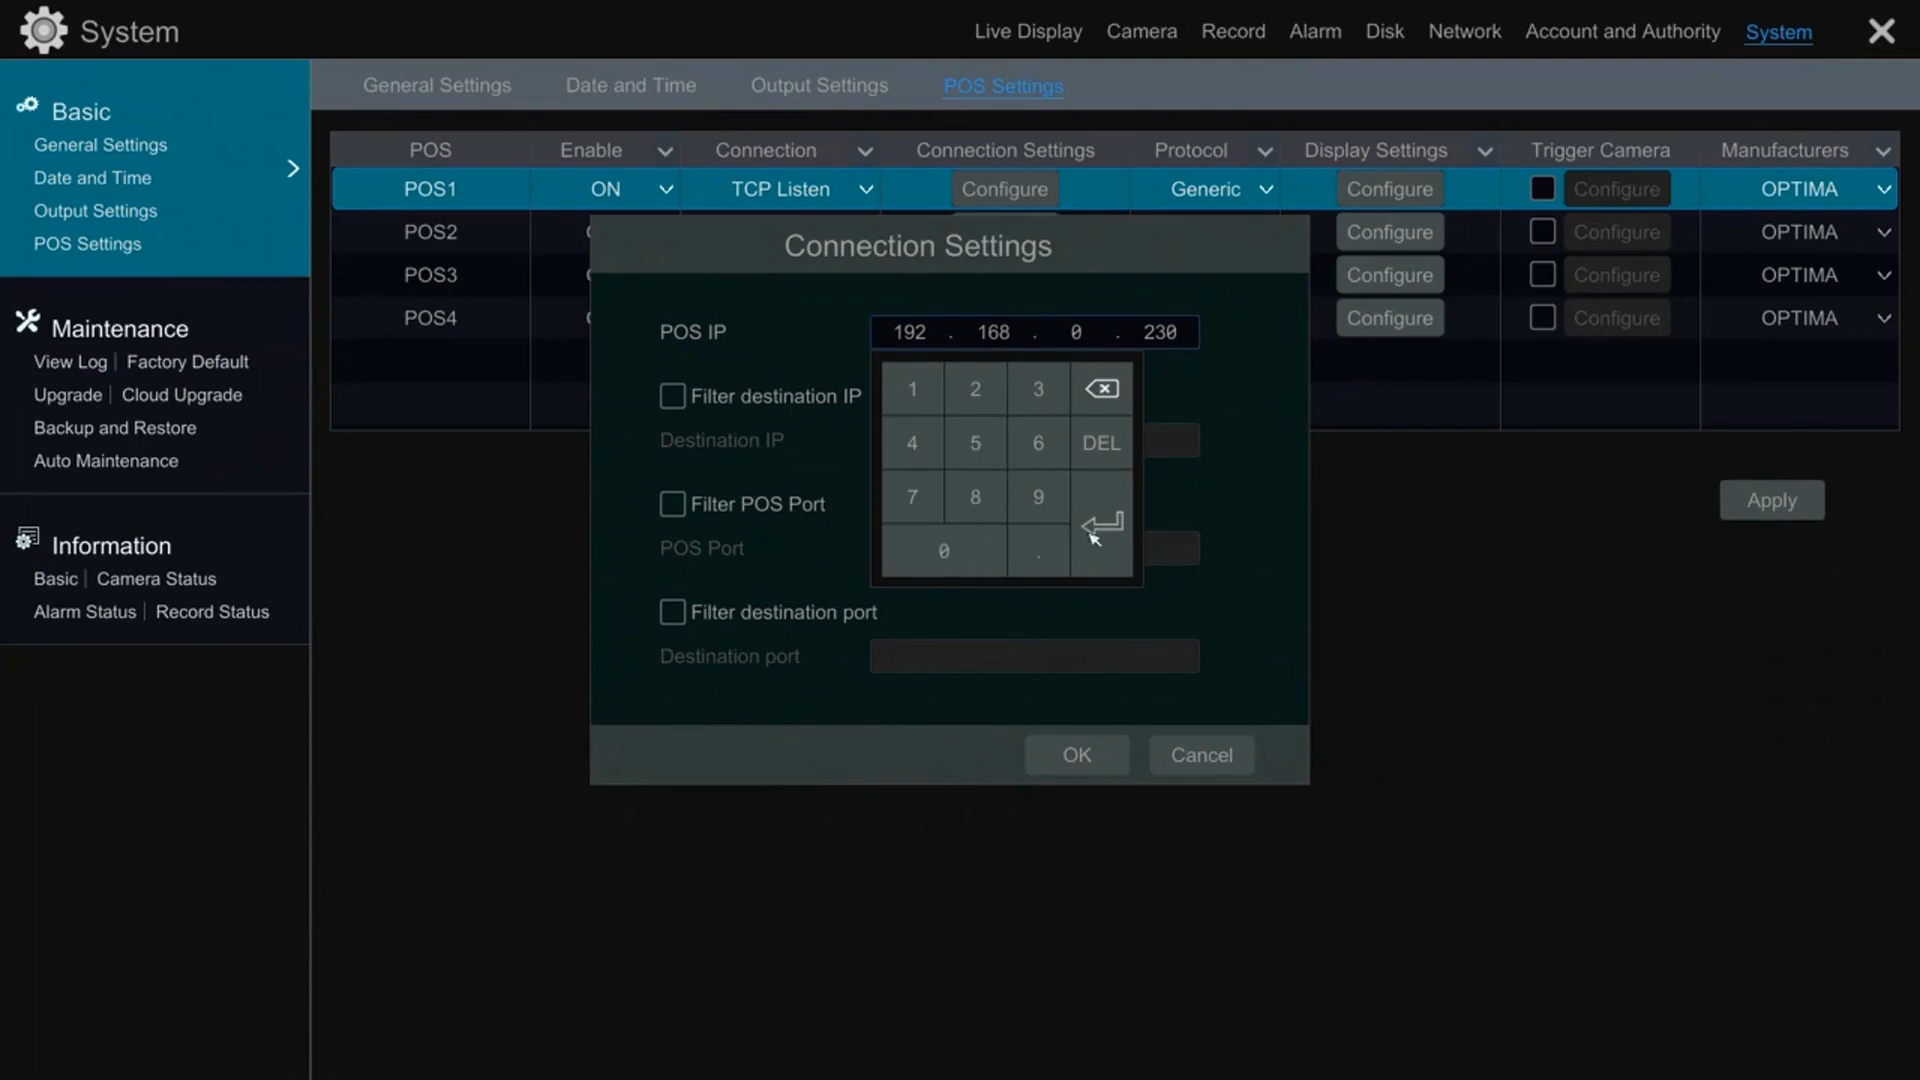 System
Live Display Camera Record Alarm Disk Network Account and Authority System
General Settings Date and Time Output Settings POS Settings
Basic
General Settings
Date and Time
Output Settings
POS Settings
Maintenance
View Log | Factory Default
Upgrade | Cloud Upgrade
Backup and Restore
Auto Maintenance
Information
Basic | Camera Status
Alarm Status | Record Status
POS Enable Connection Connection Settings Protocol Display Settings Trigger Camera Manufacturers
POS1 ON TCP Listen Configure Generic Configure Configure OPTIMA
POS2 Configure Configure OPTIMA
POS3 Configure Configure OPTIMA
POS4 Configure Configure OPTIMA
Apply
Connection Settings
POS IP 192 . 168 . 0 . 230
Filter destination IP
Destination IP
Filter POS Port
POS Port
Filter destination port
Destination port
1 2 3
4 5 6 DEL
7 8 9
0 .
OK Cancel